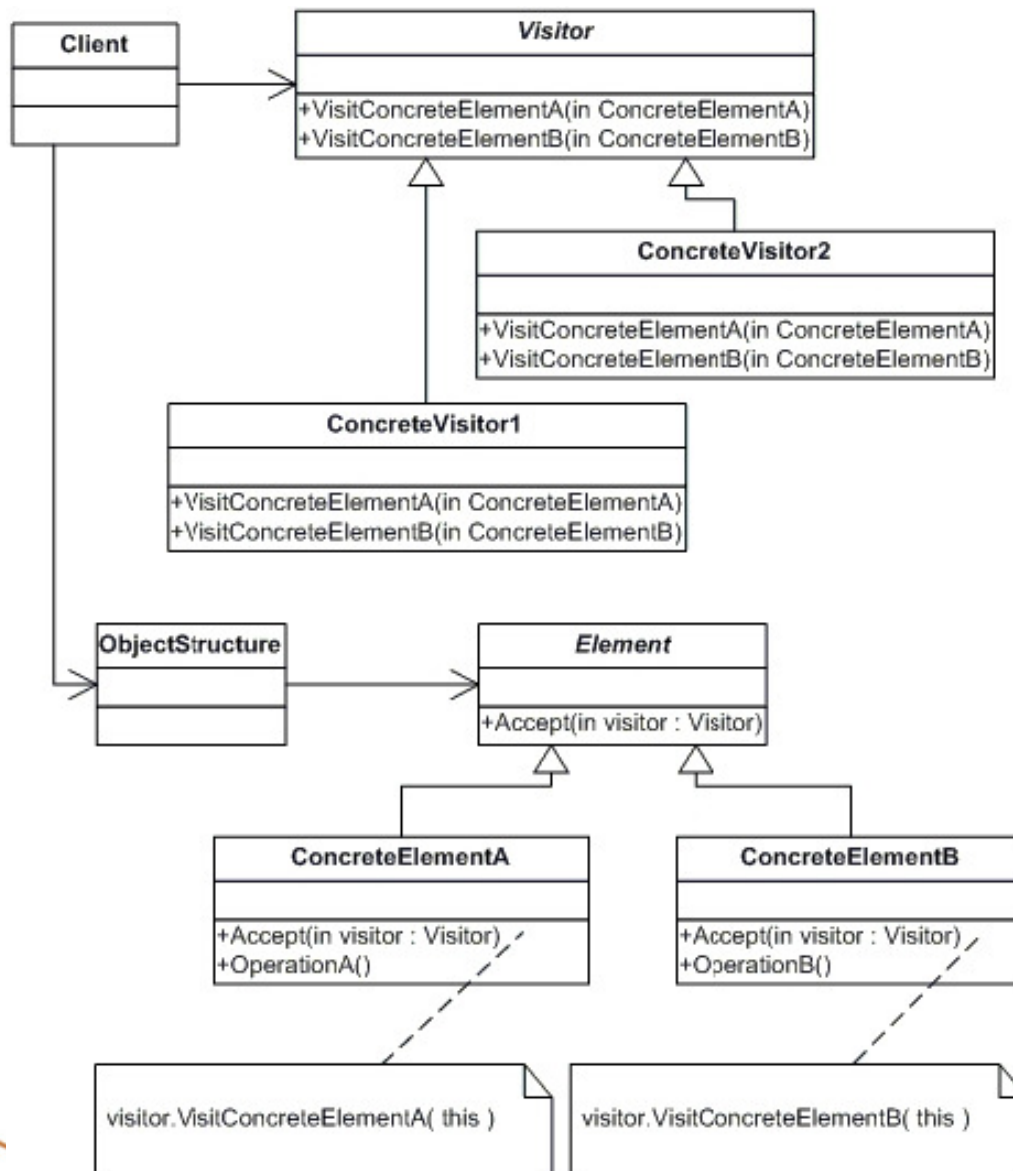 Client
Visitor
+VisitConcreteElementA(in ConcreteElementA)
+VisitConcreteElementB(in ConcreteElementB)
ConcreteVisitor2
+VisitConcreteElementA(in ConcreteElementA)
+VisitConcreteElementB(in ConcreteElementB)
ConcreteVisitor1
+VisitConcreteElementA(in ConcreteElementA)
+VisitConcreteElementB(in ConcreteElementB)
ObjectStructure
Element
+Accept(in visitor : Visitor)
ConcreteElementA
+Accept(in visitor : Visitor)
+OperationA()
ConcreteElementB
+Accept(in visitor : Visitor)
+OperationB()
visitor.VisitConcreteElementA( this )
visitor.VisitConcreteElementB( this )